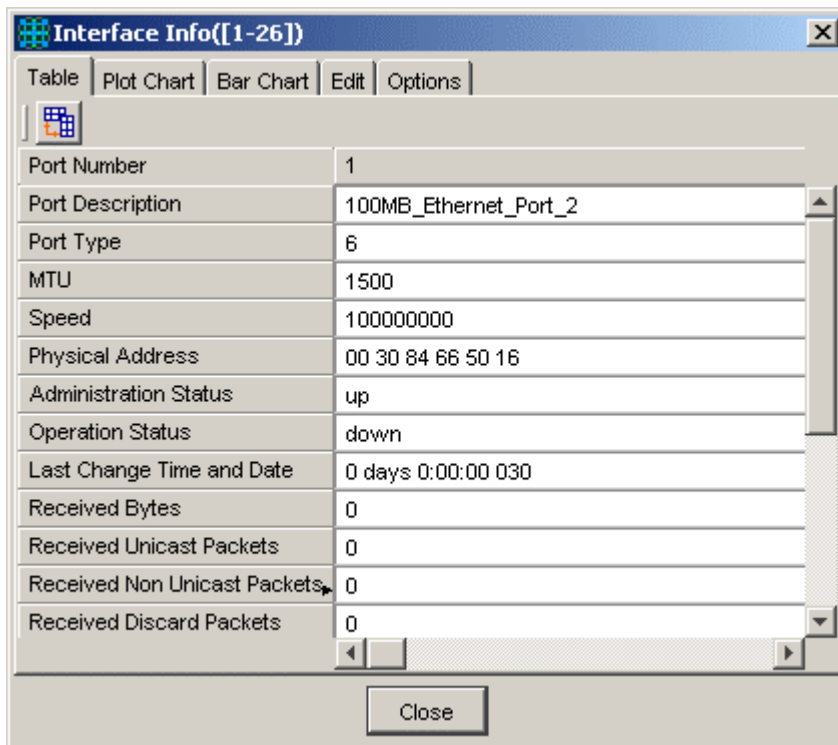 Interface Info([1-26])
Table Plot Chart Bar Chart Edit Options
Port Number 1
Port Description 100MB_Ethernet_Port_2
Port Type 6
MTU 1500
Speed 100000000
Physical Address 00 30 84 66 50 16
Administration Status up
Operation Status down
Last Change Time and Date 0 days 0:00:00 030
Received Bytes 0
Received Unicast Packets 0
Received Non Unicast Packets 0
Received Discard Packets 0
Close